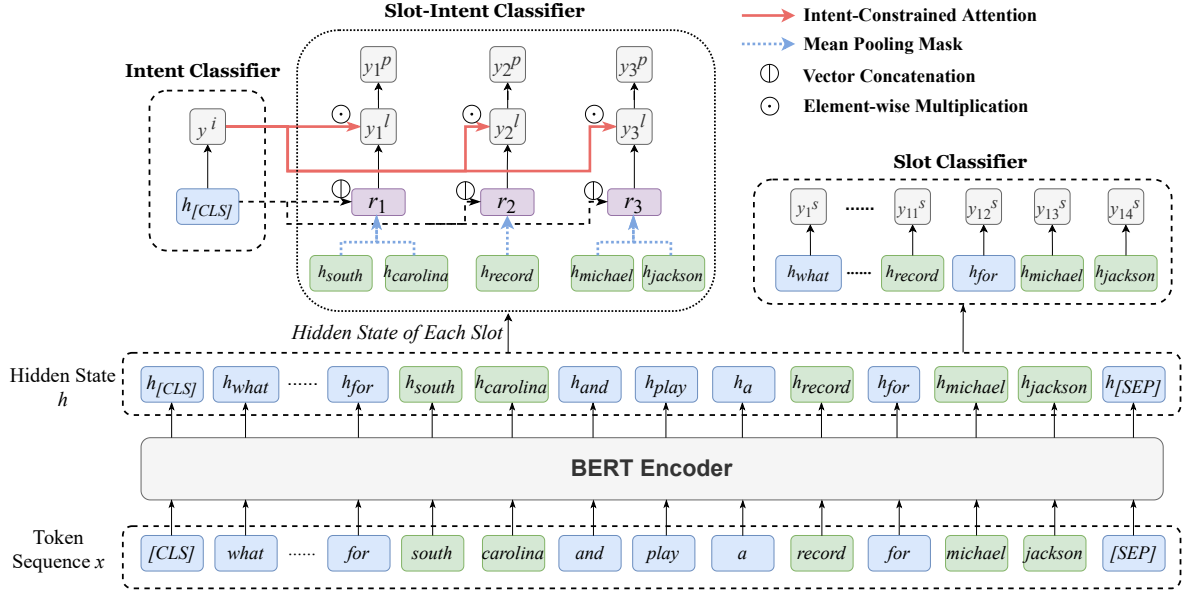 Slot-Intent Classifier
Intent-Constrained Attention
Mean Pooling Mask
Vector Concatenation
Element-wise Multiplication
Intent Classifier
y₁ᵖ y₂ᵖ y₃ᵖ
yⁱ y₁ˡ y₂ˡ y₃ˡ
h[CLS] r₁ r₂ r₃
hsouth hcarolina hrecord hmichael hjackson
Slot Classifier
y₁ˢ ...... y₁₁ˢ y₁₂ˢ y₁₃ˢ y₁₄ˢ
hwhat ...... hrecord hfor hmichael hjackson
Hidden State of Each Slot
Hidden State
h
h[CLS] hwhat ...... hfor hsouth hcarolina hand hplay ha hrecord hfor hmichael hjackson h[SEP]
BERT Encoder
Token
Sequence x
[CLS] what ...... for south carolina and play a record for michael jackson [SEP]